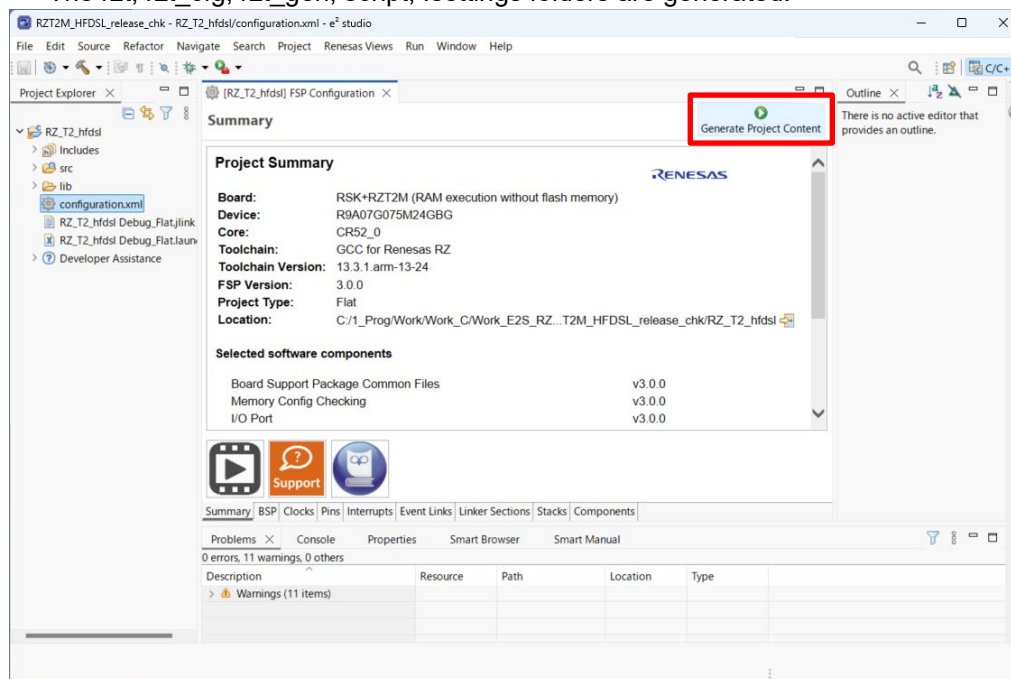 RZT2M_HFDSL_release_chk - RZ_T2_hfdsl/configuration.xml - e² studio
File Edit Source Refactor Navigate Search Project Renesas Views Run Window Help
C/C+
Project Explorer
[RZ_T2_hfdsl] FSP Configuration
Outline
RZ_T2_hfdsl
Includes
src
lib
configuration.xml
RZ_T2_hfdsl Debug_Flat.jlink
RZ_T2_hfdsl Debug_Flat.laun
Developer Assistance
Summary
Generate Project Content
There is no active editor that
provides an outline.
Project Summary
RENESAS
Board: RSK+RZT2M (RAM execution without flash memory)
Device: R9A07G075M24GBG
Core: CR52_0
Toolchain: GCC for Renesas RZ
Toolchain Version: 13.3.1.arm-13-24
FSP Version: 3.0.0
Project Type: Flat
Location: C:/1_Prog/Work/Work_C/Work_E2S_RZ...T2M_HFDSL_release_chk/RZ_T2_hfdsl
Selected software components
Board Support Package Common Files v3.0.0
Memory Config Checking v3.0.0
I/O Port v3.0.0
Support
Summary BSP Clocks Pins Interrupts Event Links Linker Sections Stacks Components
Problems Console Properties Smart Browser Smart Manual
0 errors, 11 warnings, 0 others
Description Resource Path Location Type
Warnings (11 items)